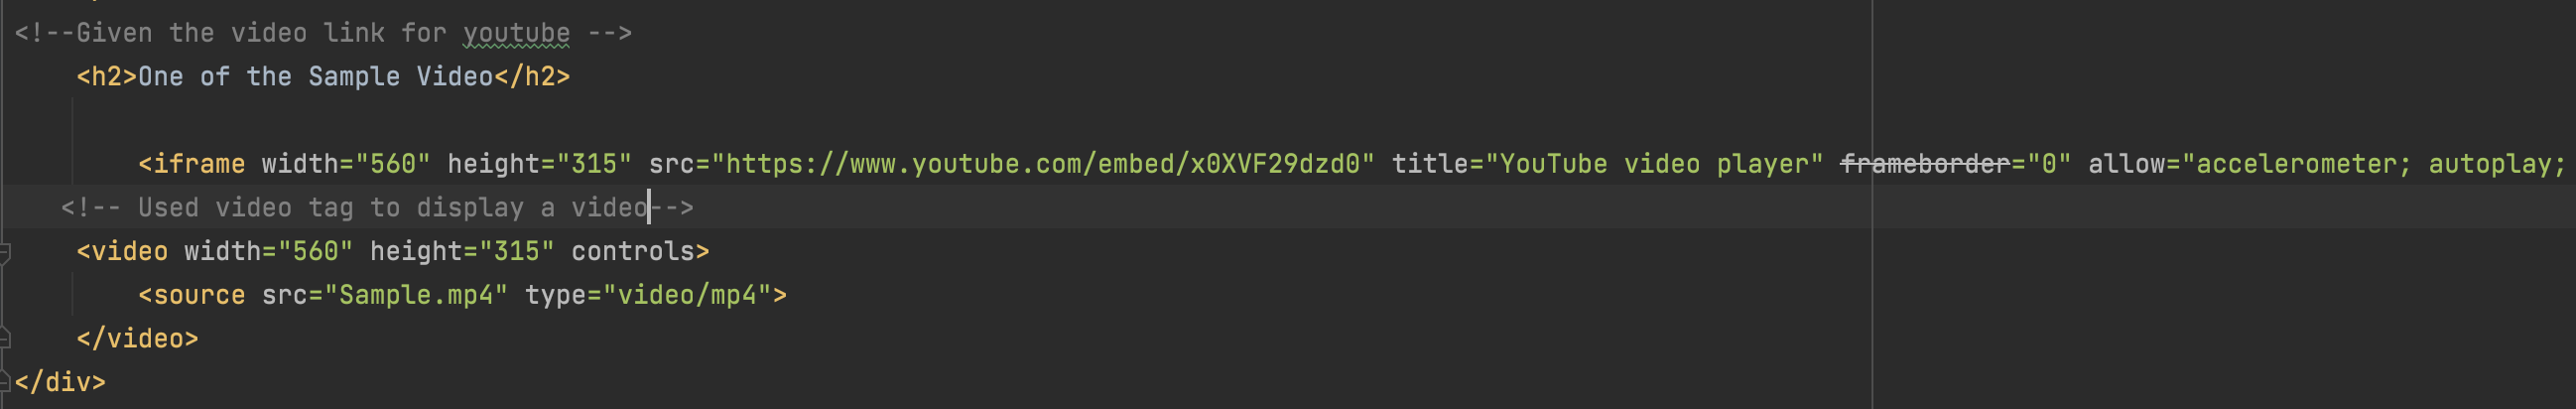 <!--Given the video link for youtube -->
<h2>One of the Sample Video</h2>
<iframe width="560" height="315" src="https://www.youtube.com/embed/x0XVF29dzd0" title="YouTube video player" frameborder="0" allow="accelerometer; autoplay;
<!-- Used video tag to display a video-->
<video width="560" height="315" controls>
<source src="Sample.mp4" type="video/mp4">
</video>
</div>